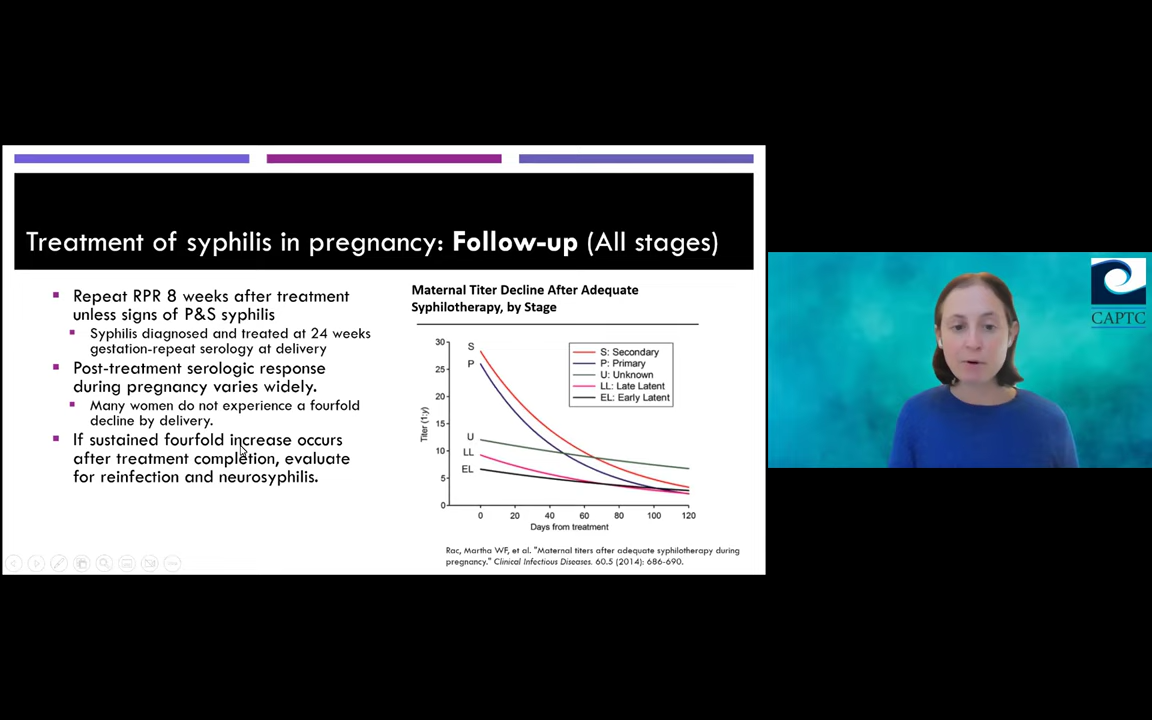 Treatment of syphilis in pregnancy: Follow-up (All stages)
Repeat RPR 8 weeks after treatment
unless signs of P&S syphilis
Syphilis diagnosed and treated at 24 weeks
gestation-repeat serology at delivery
Post-treatment serologic response
during pregnancy varies widely.
Many women do not experience a fourfold
decline by delivery.
If sustained fourfold increase occurs
after treatment completion, evaluate
for reinfection and neurosyphilis.
Maternal Titer Decline After Adequate
Syphilotherapy, by Stage
Titer (1:y)
30
25
20
15
10
5
0
S
P
U
LL
EL
S: Secondary
P: Primary
U: Unknown
LL: Late Latent
EL: Early Latent
0 20 40 60 80 100 120
Days from treatment
Rac, Martha WF, et al. "Maternal titers after adequate syphilotherapy during
pregnancy." Clinical Infectious Diseases. 60.5 (2014): 686-690.
CAPTC